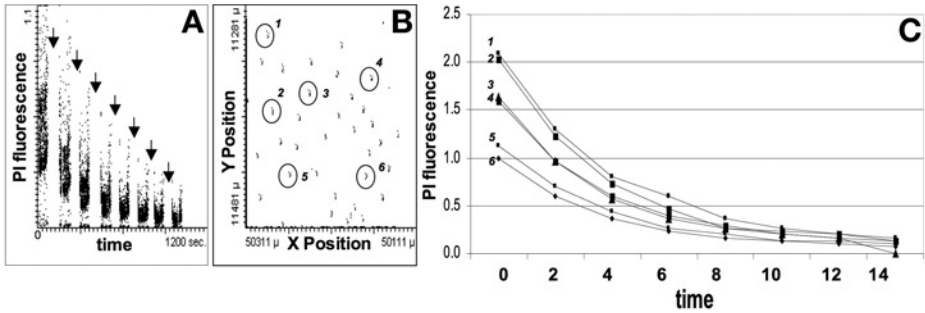 A
PI fluorescence
1.1
0
time
1200 sec.
B
Y Position
11281 µ
11481 µ
1
2
3
4
5
6
50311 µ
X Position
50111 µ
C
PI fluorescence
2.5
2.0
1.5
1.0
0.5
0.0
1
2
3
4
5
6
0 2 4 6 8 10 12 14
time